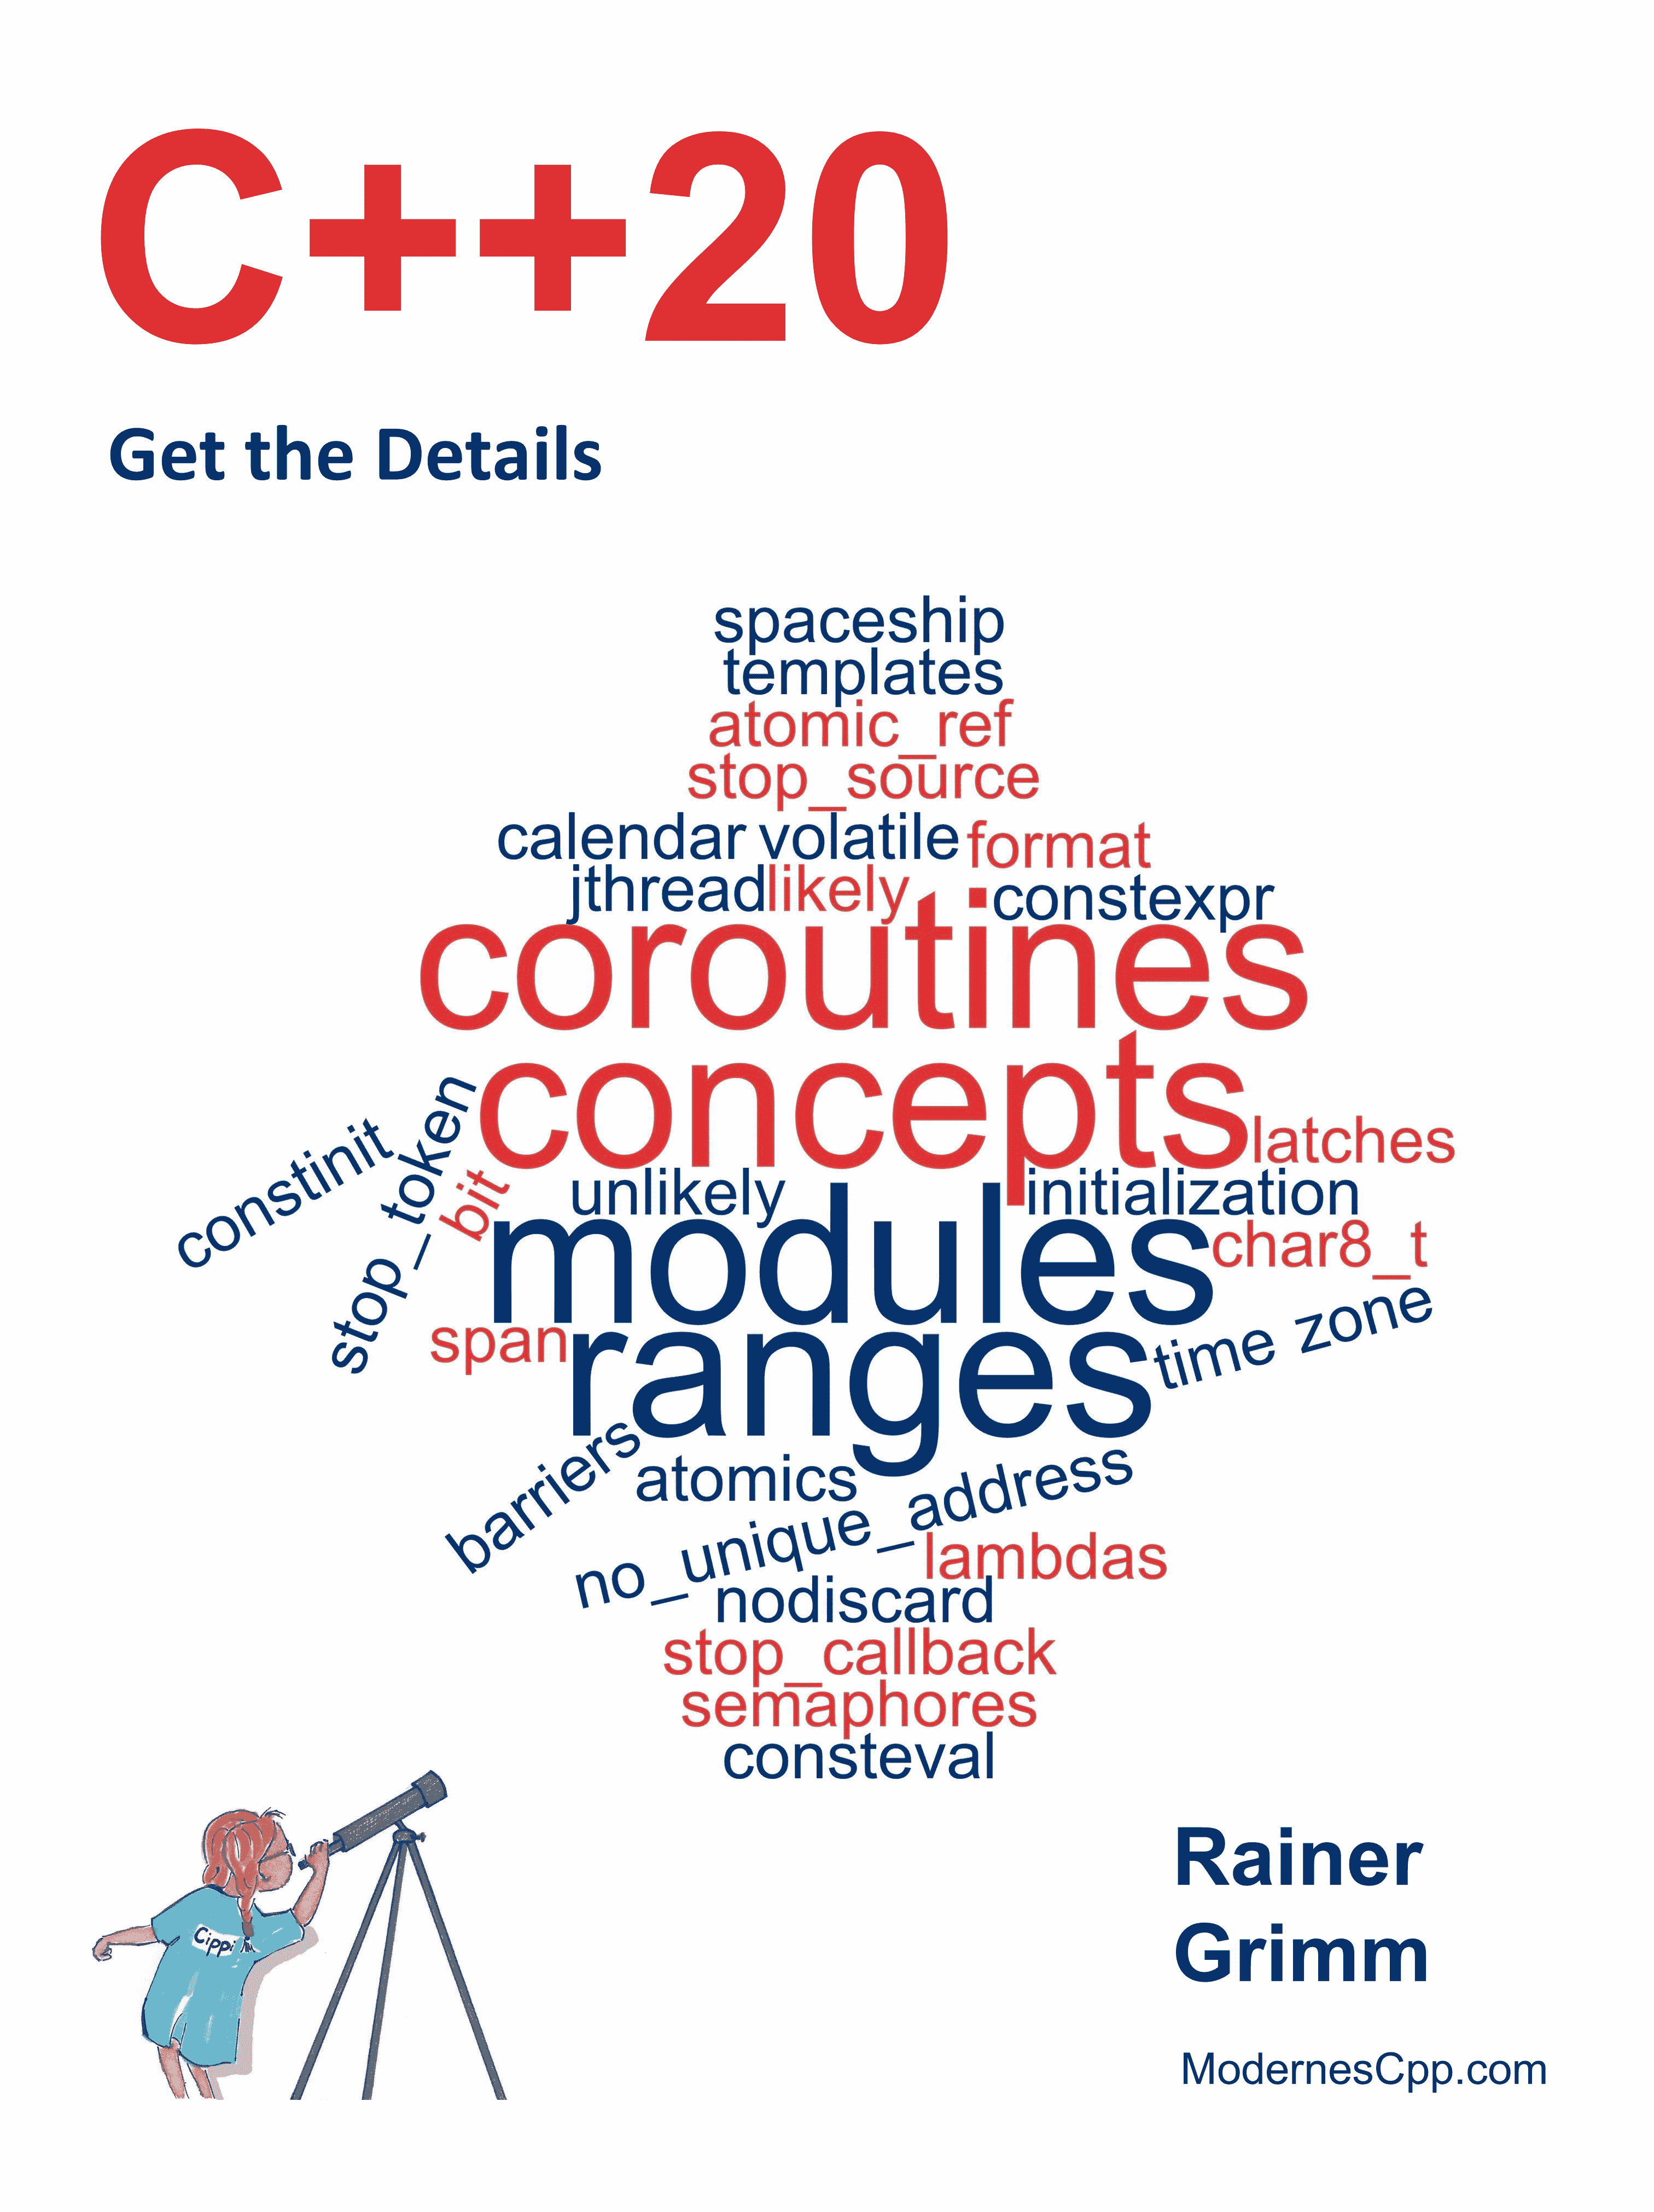 C++20
Get the Details
spaceship
templates
atomic_ref
stop_source
calendar volatile format
jthread likely constexpr
coroutines
concepts
latches
constinit
stop_token
bit
unlikely initialization
modules
char8_t
span
ranges
time zone
barriers
atomics
no_unique_address
lambdas
nodiscard
stop_callback
semaphores
consteval
Cippi
Rainer
Grimm
ModernesCpp.com